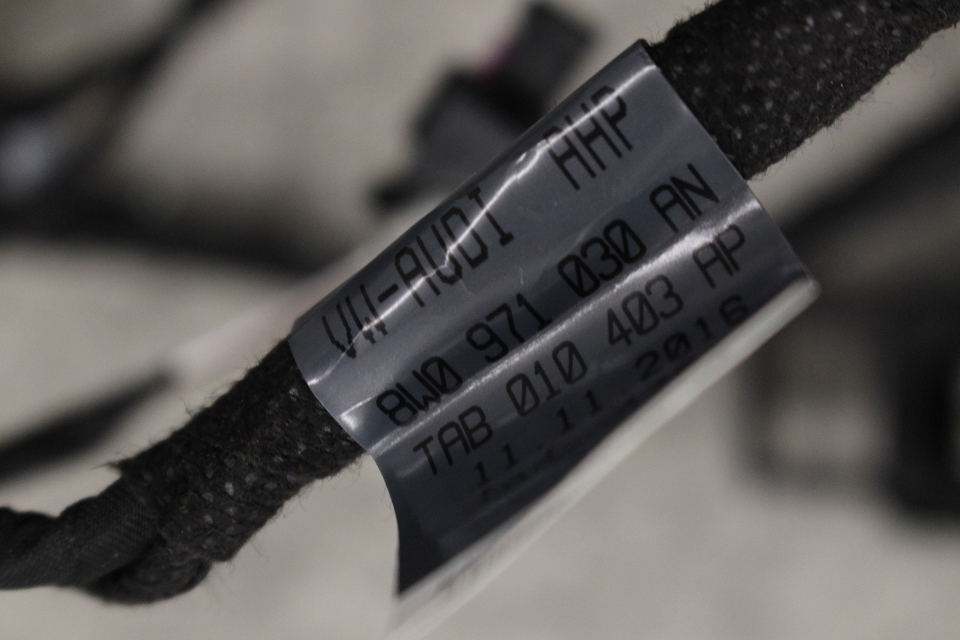 VW-AUDI AHP
8W0 971 030 AN
TAB 010 403 AP
11.11.2016